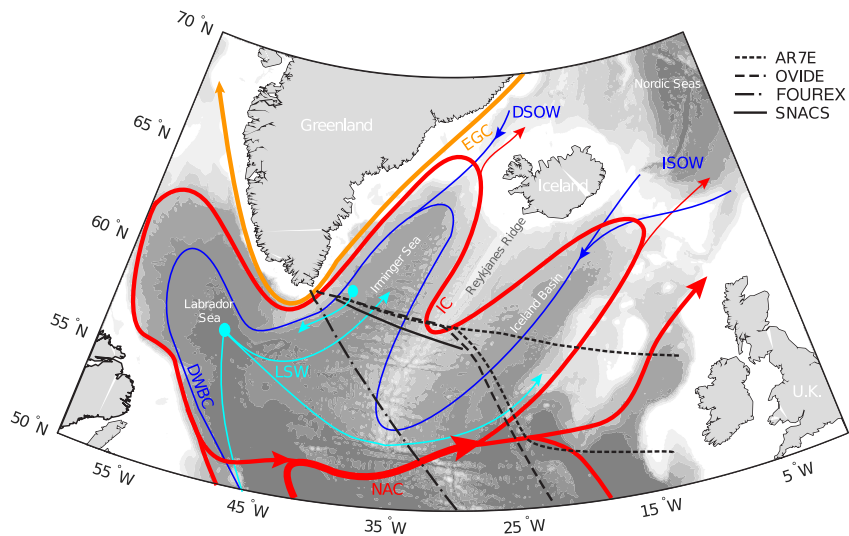 70 °N
65 °N
60 °N
55 °N
50 °N
55 °W
45 °W
35 °W
25 °W
15 °W
5 °W
AR7E
OVIDE
FOUREX
SNACS
Nordic Seas
Greenland
EGC
DSOW
ISOW
Iceland
Reykjanes Ridge
Irminger Sea
Iceland Basin
IC
Labrador
Sea
LSW
DWBC
NAC
U.K.